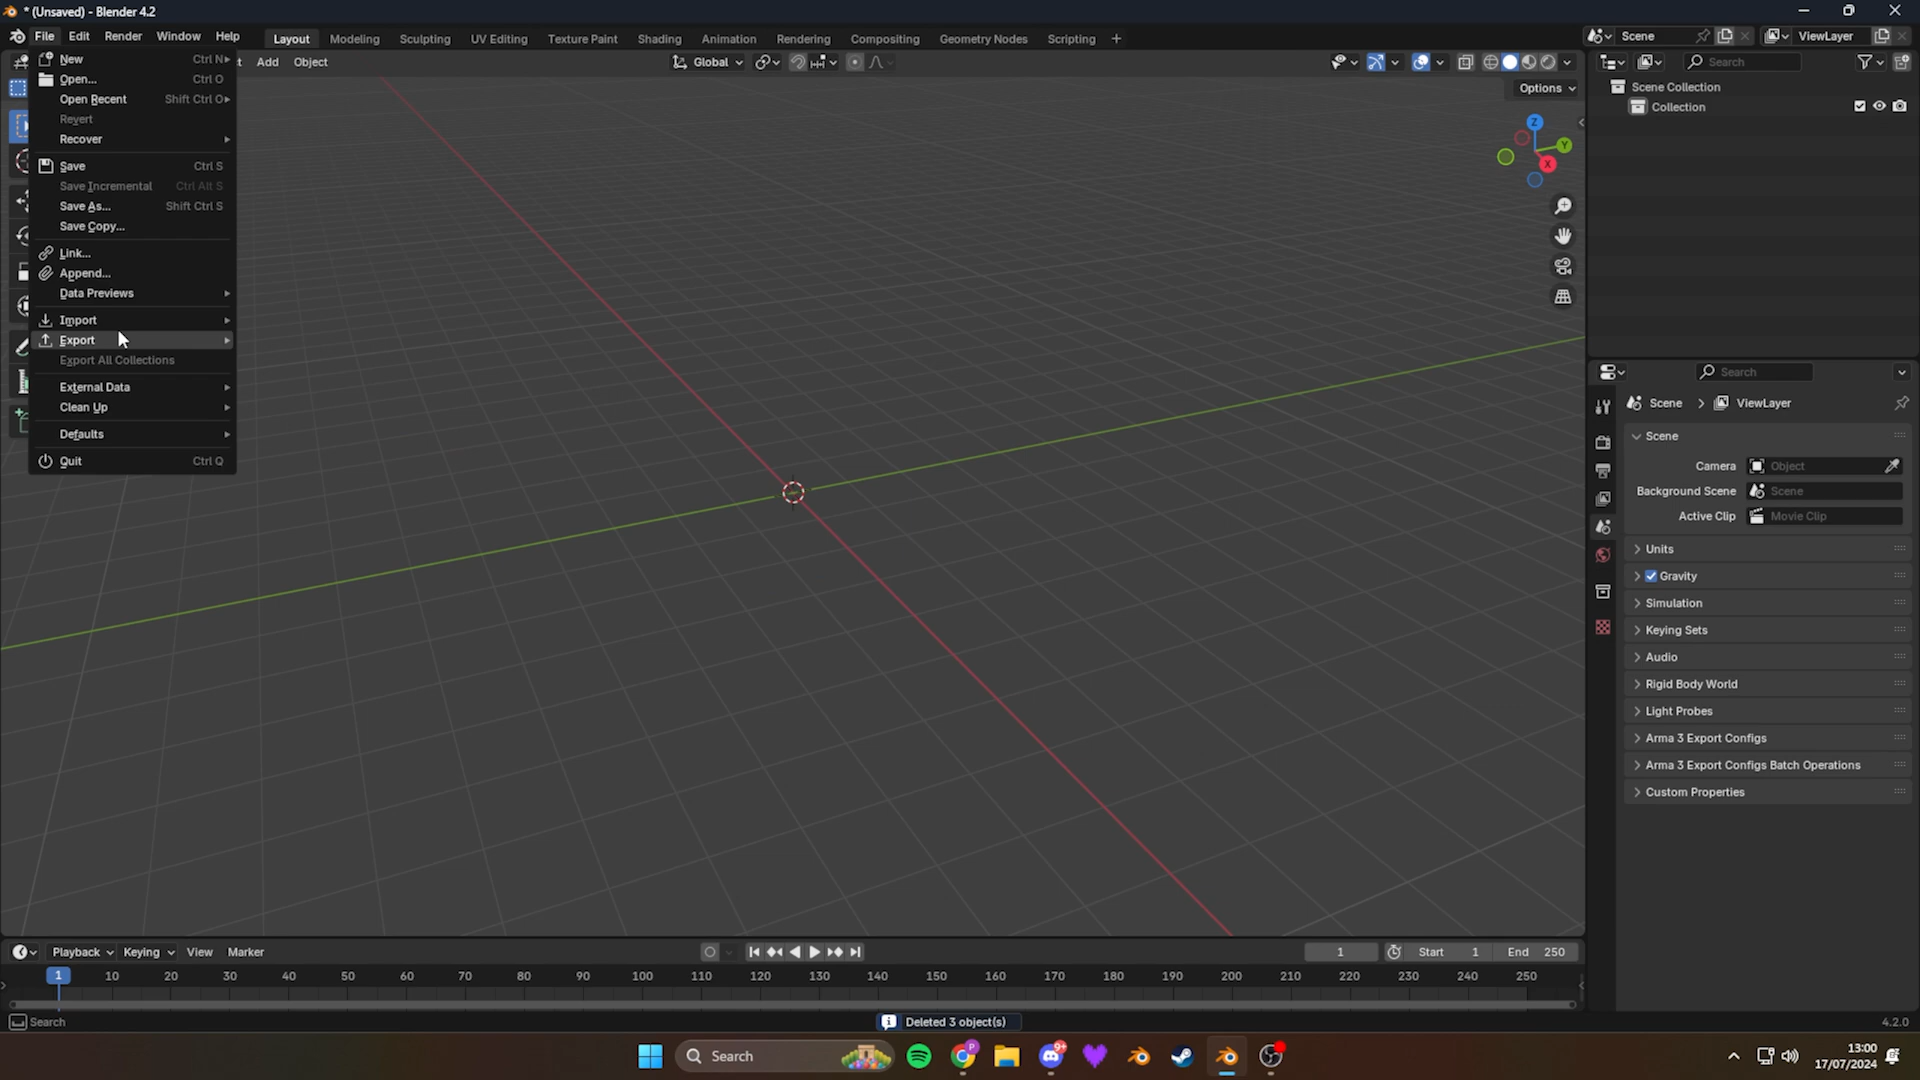 * (Unsaved) - Blender 4.2
File Edit Render Window Help Layout Modeling Sculpting UV Editing Texture Paint Shading Animation Rendering Compositing Geometry Nodes Scripting + Scene ViewLayer
t Add Object Global Search
Options
New Ctrl N
Open... Ctrl O
Open Recent Shift Ctrl O
Revert
Recover
Save Ctrl S
Save Incremental Ctrl Alt S
Save As... Shift Ctrl S
Save Copy...
Link...
Append...
Data Previews
Import
Export
Export All Collections
External Data
Clean Up
Defaults
Quit Ctrl Q
Z
Y
X
Scene Collection
Collection
Search
Scene > ViewLayer
Scene
Camera Object
Background Scene Scene
Active Clip Movie Clip
Units
Gravity
Simulation
Keying Sets
Audio
Rigid Body World
Light Probes
Arma 3 Export Configs
Arma 3 Export Configs Batch Operations
Custom Properties
Playback Keying View Marker 1 Start 1 End 250
1 10 20 30 40 50 60 70 80 90 100 110 120 130 140 150 160 170 180 190 200 210 220 230 240 250
Search Deleted 3 object(s) 4.2.0
Search P 9+ 13:00
17/07/2024